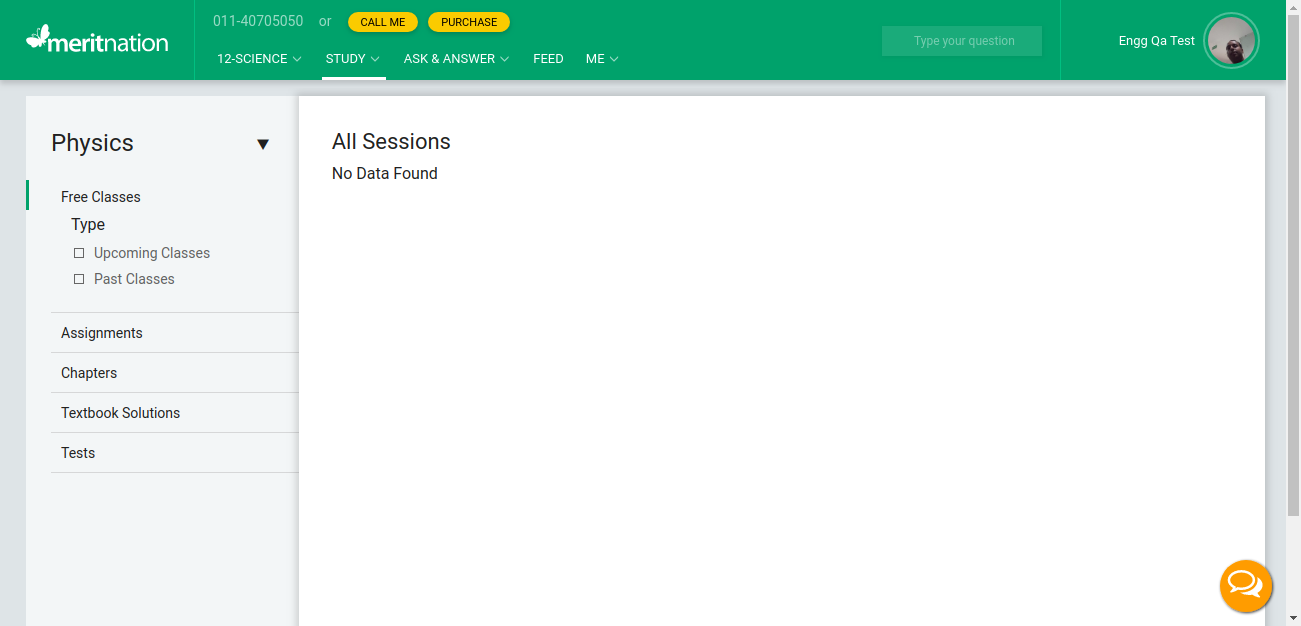 meritnation
011-40705050 or CALL ME PURCHASE
12-SCIENCE STUDY ASK & ANSWER FEED ME
Type your question
Engg Qa Test
Physics
Free Classes
Type
Upcoming Classes
Past Classes
Assignments
Chapters
Textbook Solutions
Tests
All Sessions
No Data Found